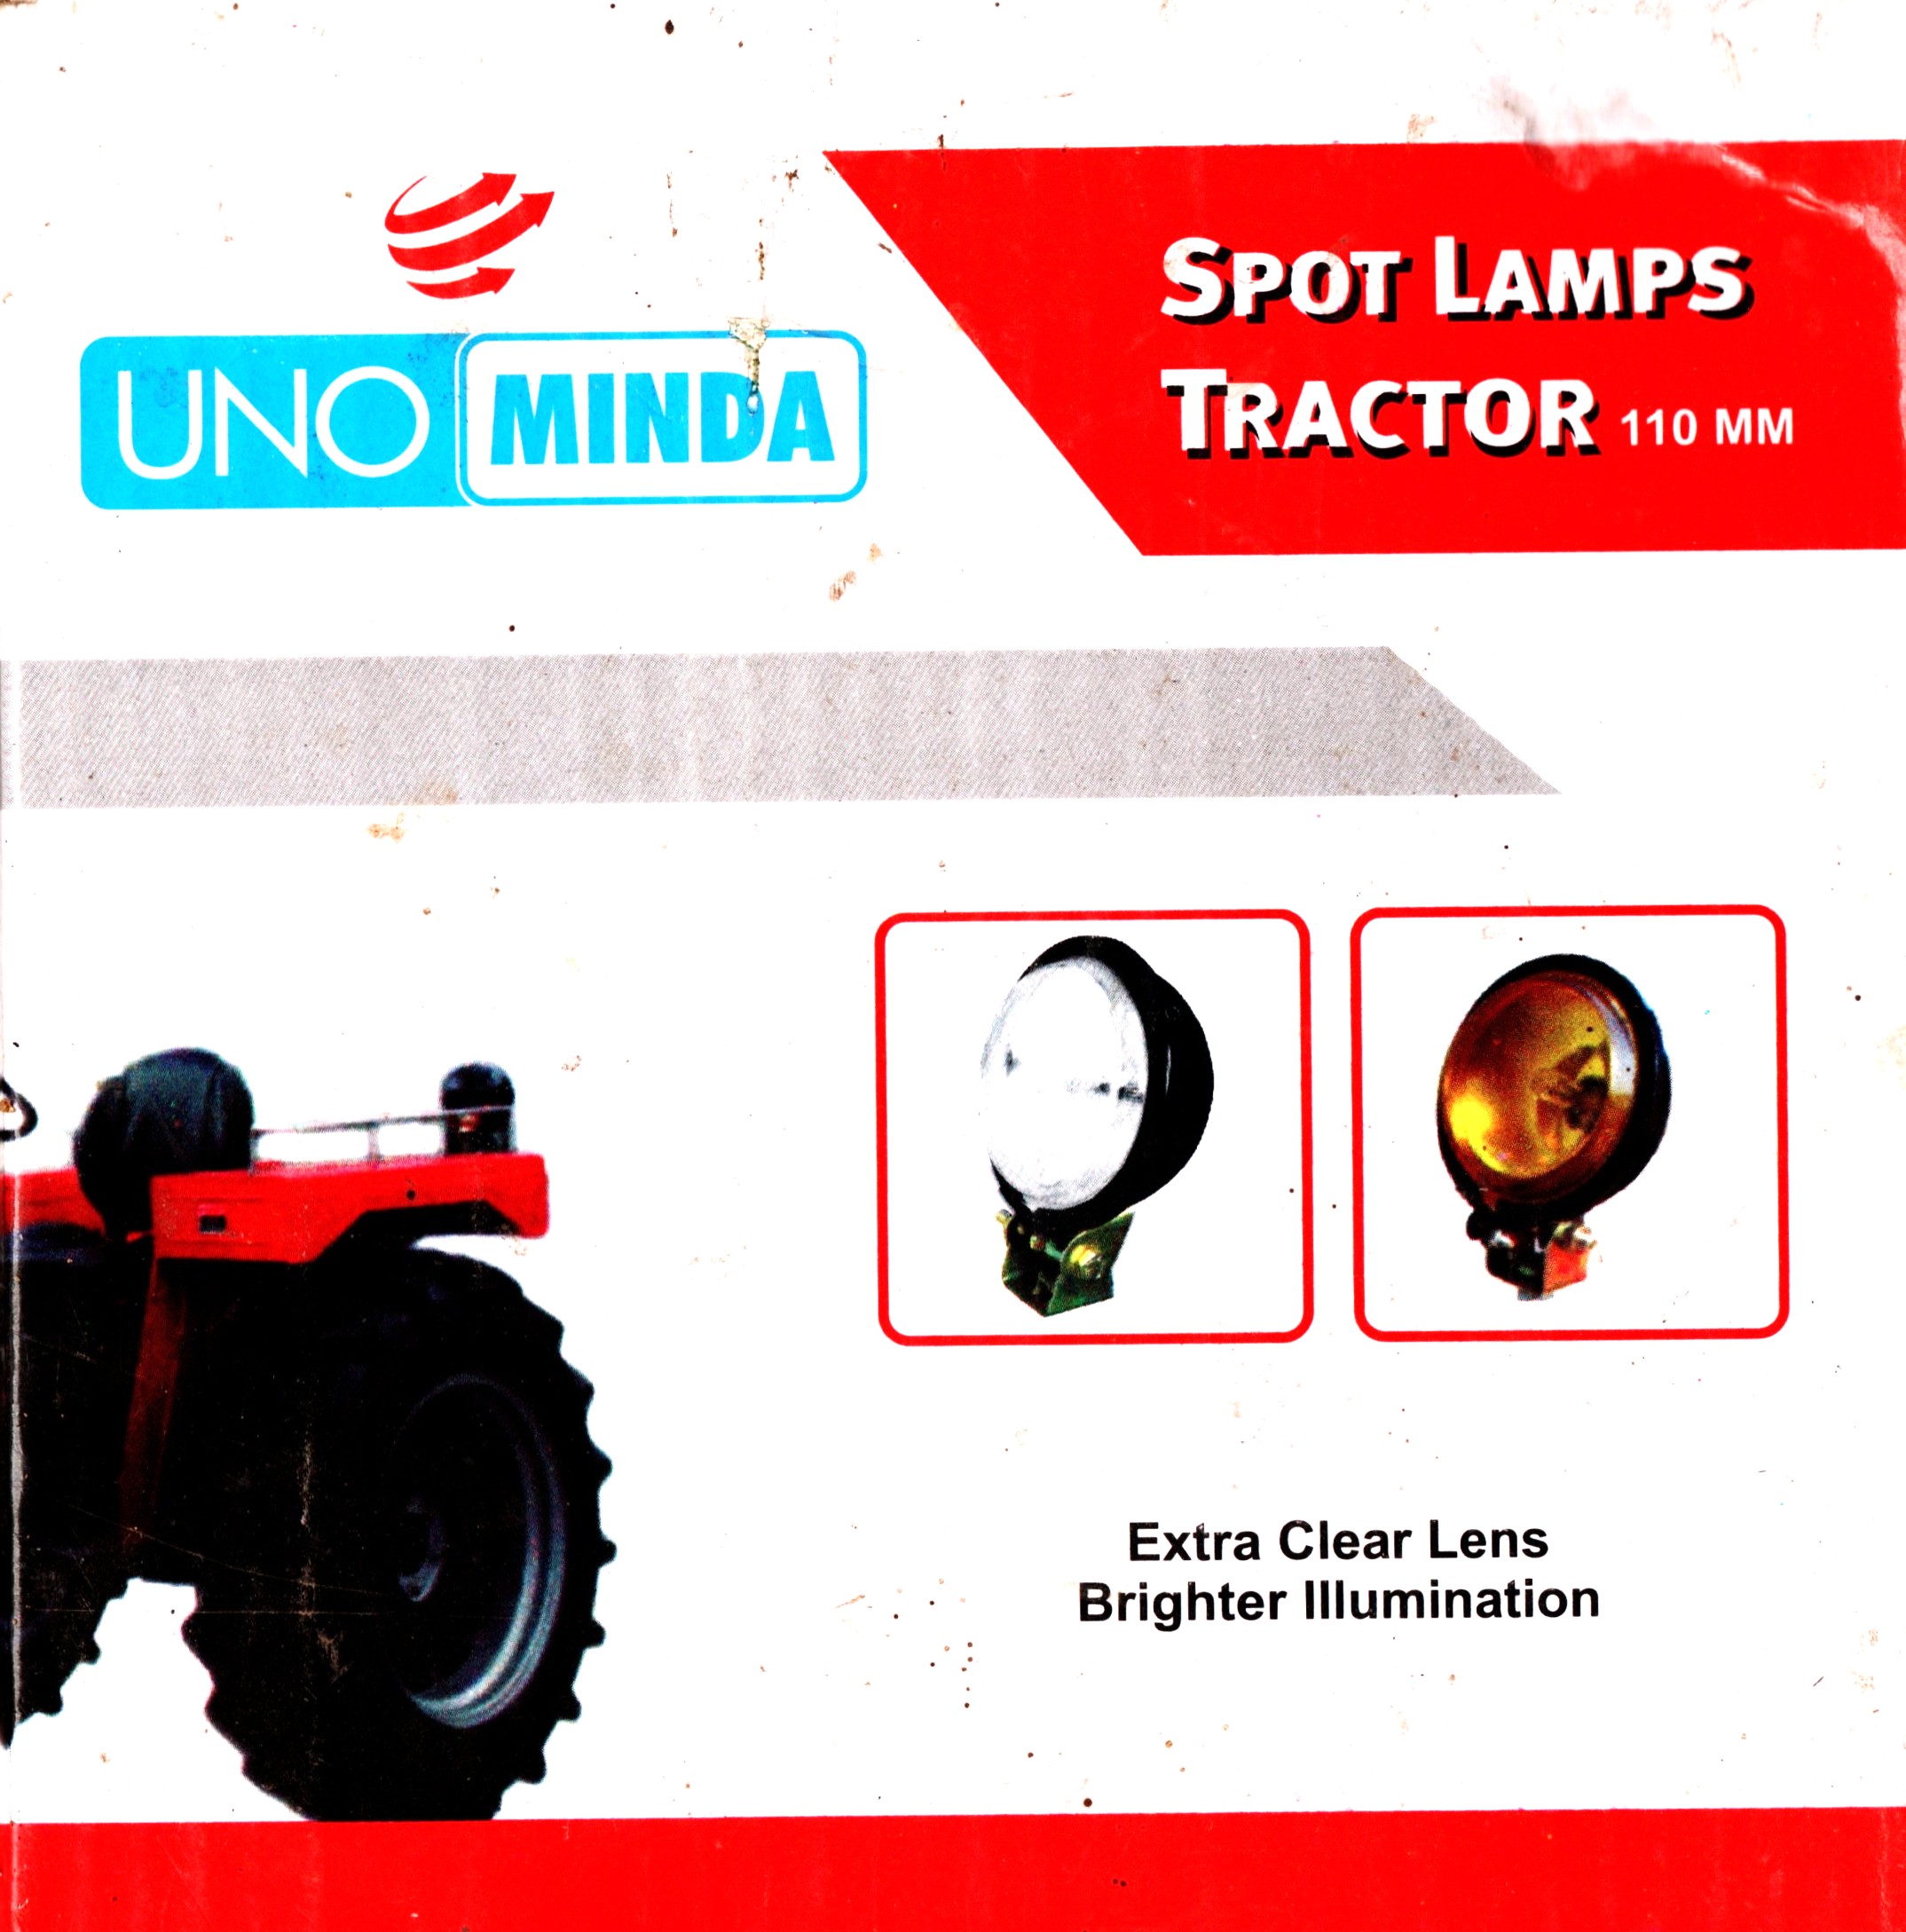 UNO MINDA
SPOT LAMPS
TRACTOR 110 MM
Extra Clear Lens
Brighter Illumination